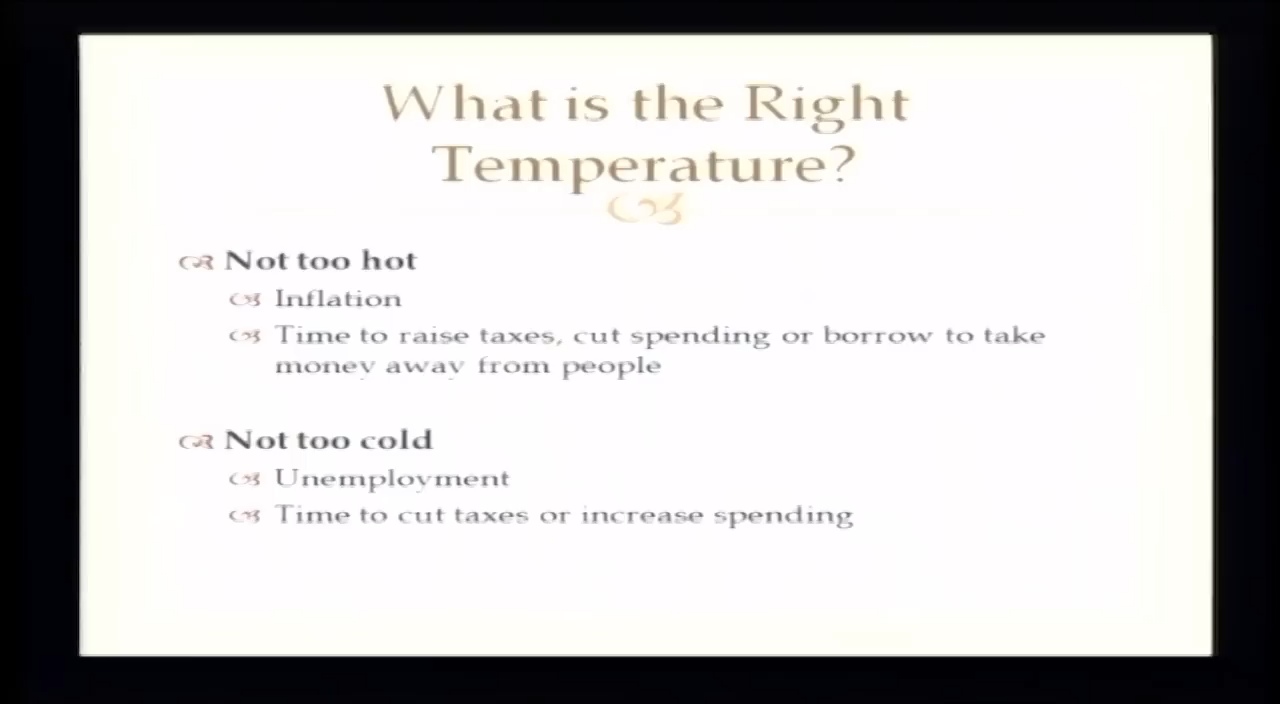 What is the Right
Temperature?
Not too hot
Inflation
Time to raise taxes, cut spending or borrow to take
money away from people
Not too cold
Unemployment
Time to cut taxes or increase spending